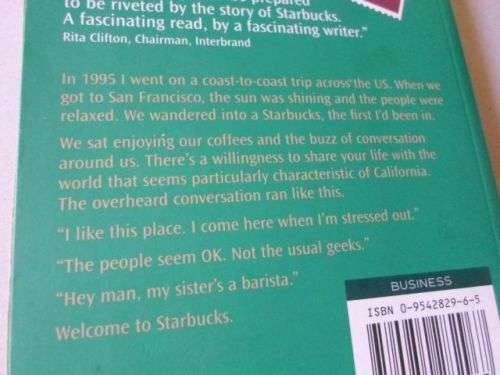 prepared
to be riveted by the story of Starbucks.
A fascinating read, by a fascinating writer."
Rita Clifton, Chairman, Interbrand
In 1995 I went on a coast-to-coast trip across the US. When we
got to San Francisco, the sun was shining and the people were
relaxed. We wandered into a Starbucks, the first I'd been in.
We sat enjoying our coffees and the buzz of conversation
around us. There's a willingness to share your life with the
world that seems particularly characteristic of California.
The overheard conversation ran like this.
"I like this place. I come here when I'm stressed out."
"The people seem OK. Not the usual geeks."
"Hey man, my sister's a barista."
Welcome to Starbucks.
BUSINESS
ISBN 0-9542829-6-5